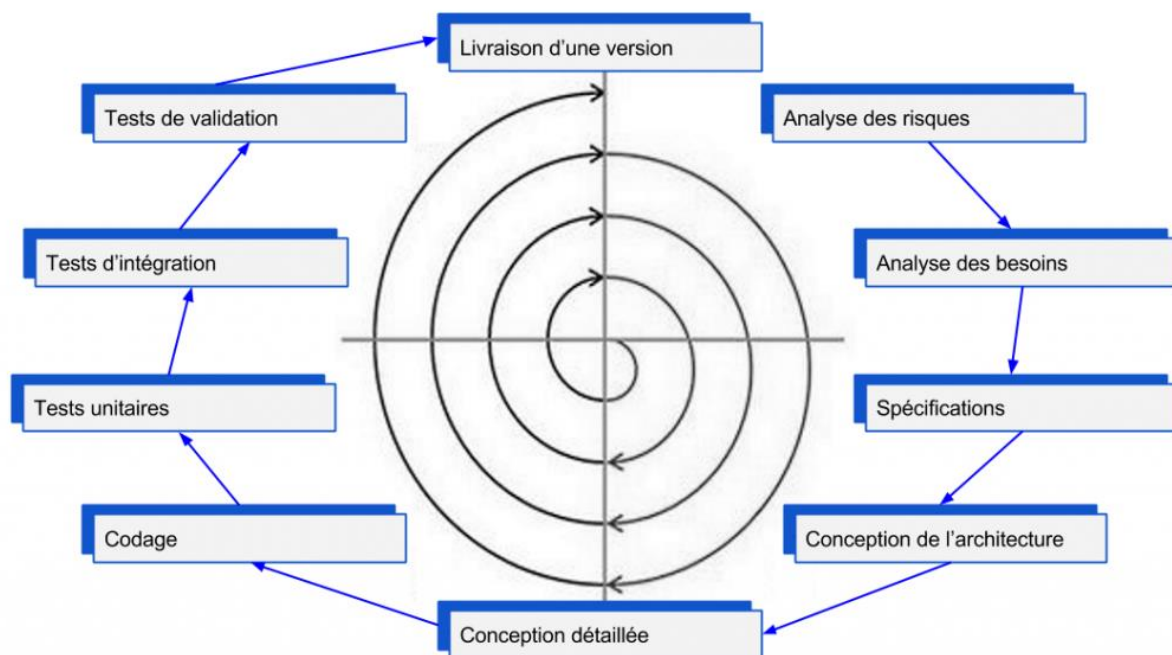 Livraison d’une version
Tests de validation
Analyse des risques
Tests d’intégration
Analyse des besoins
Tests unitaires
Spécifications
Codage
Conception de l’architecture
Conception détaillée